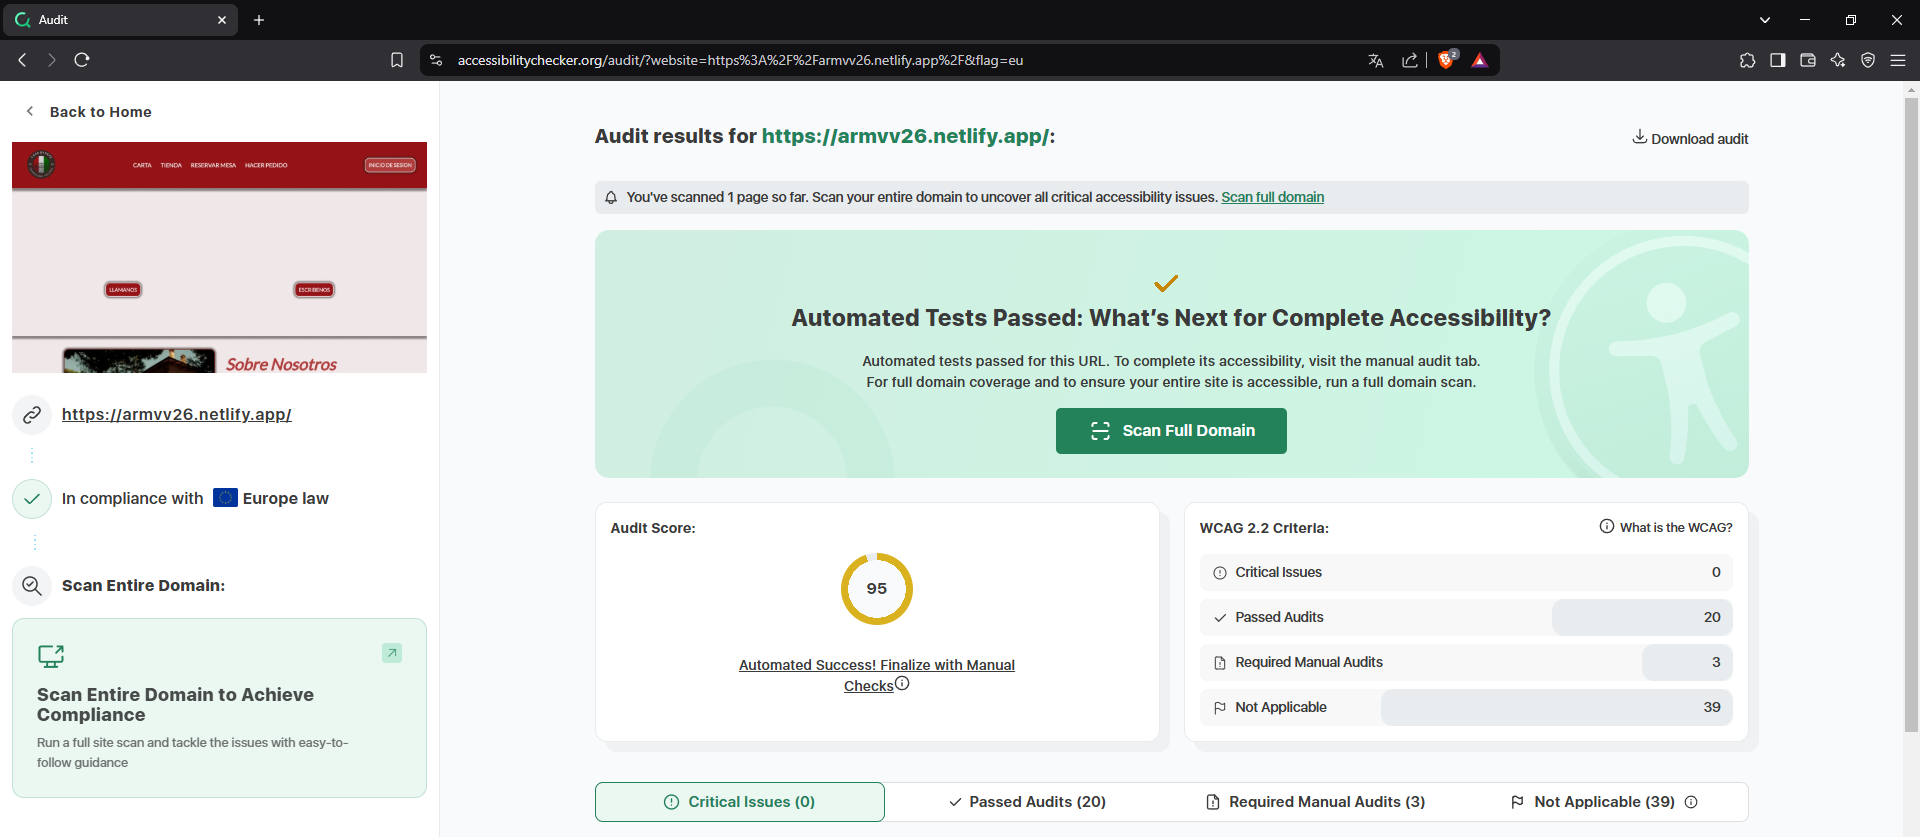 Audit
accessibilitychecker.org/audit/?website=https%3A%2F%2Farmvv26.netlify.app%2F&flag=eu
2
Back to Home
CARTA TIENDA RESERVAR MESA HACER PEDIDO
INICIO DE SESION
LLAMANOS
ESCRIBENOS
Sobre Nosotros
https://armvv26.netlify.app/
In compliance with Europe law
Scan Entire Domain:
Scan Entire Domain to Achieve
Compliance
Run a full site scan and tackle the issues with easy-to-
follow guidance
Audit results for https://armvv26.netlify.app/:
Download audit
You've scanned 1 page so far. Scan your entire domain to uncover all critical accessibility issues. Scan full domain
Automated Tests Passed: What's Next for Complete Accessibility?
Automated tests passed for this URL. To complete its accessibility, visit the manual audit tab.
For full domain coverage and to ensure your entire site is accessible, run a full domain scan.
Scan Full Domain
Audit Score:
95
Automated Success! Finalize with Manual
Checks
WCAG 2.2 Criteria:
What is the WCAG?
Critical Issues 0
Passed Audits 20
Required Manual Audits 3
Not Applicable 39
Critical Issues (0)
Passed Audits (20)
Required Manual Audits (3)
Not Applicable (39)